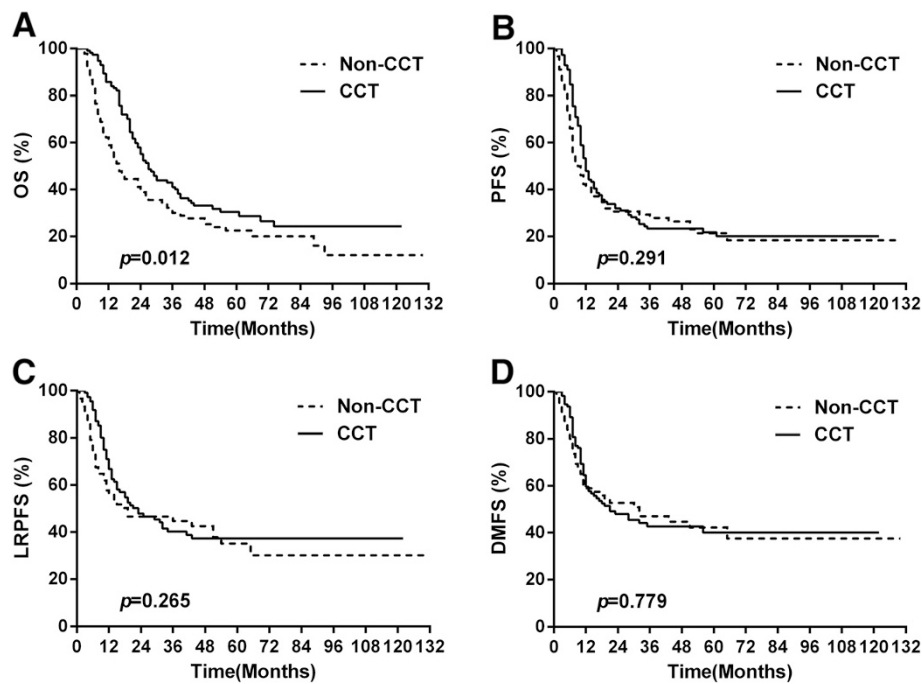 A
Non-CCT
CCT
OS (%)
100
80
60
40
20
0
p=0.012
0 12 24 36 48 60 72 84 96 108 120 132
Time(Months)
B
Non-CCT
CCT
PFS (%)
100
80
60
40
20
0
p=0.291
0 12 24 36 48 60 72 84 96 108 120 132
Time(Months)
C
Non-CCT
CCT
LRPFS (%)
100
80
60
40
20
0
p=0.265
0 12 24 36 48 60 72 84 96 108 120 132
Time(Months)
D
Non-CCT
CCT
DMFS (%)
100
80
60
40
20
0
p=0.779
0 12 24 36 48 60 72 84 96 108 120 132
Time(Months)